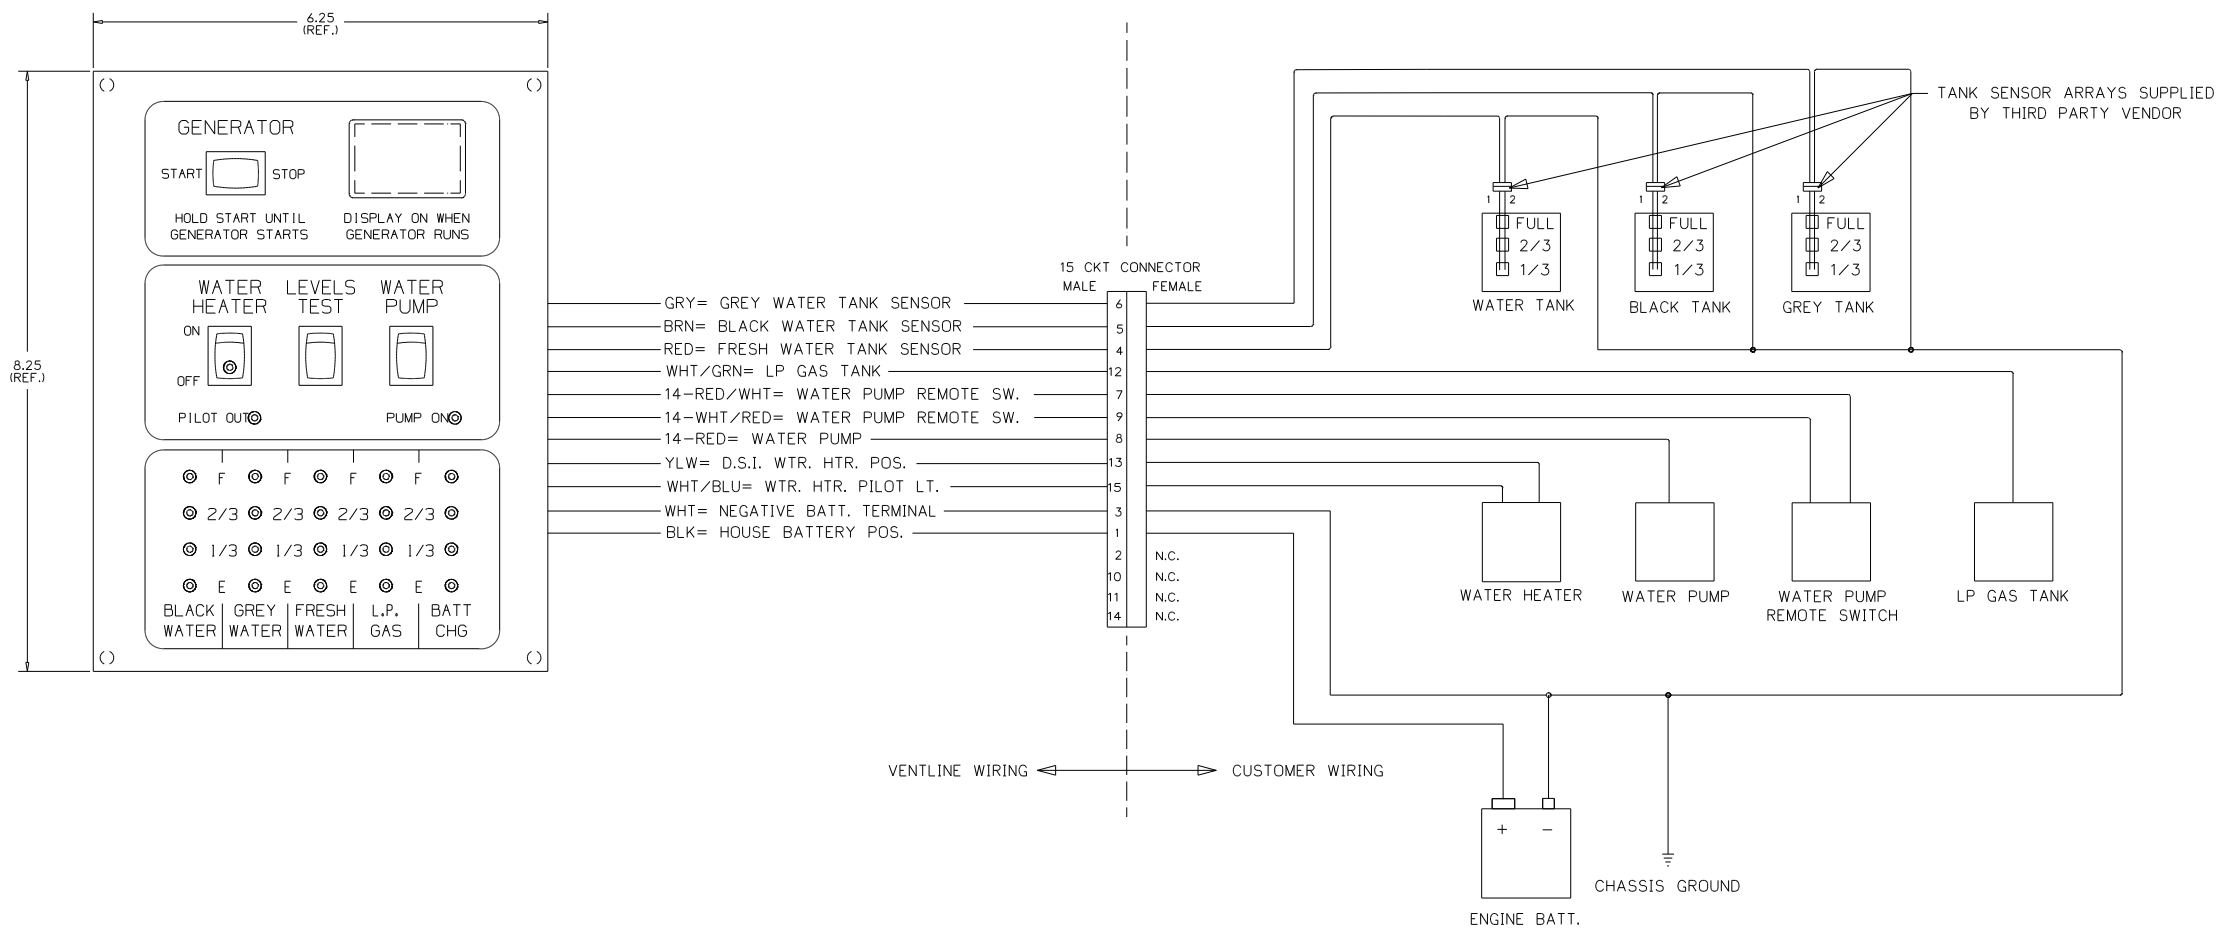 6.25
(REF.)
8.25
(REF.)
GENERATOR
START
STOP
HOLD START UNTIL
GENERATOR STARTS
DISPLAY ON WHEN
GENERATOR RUNS
WATER
HEATER
LEVELS
TEST
WATER
PUMP
ON
OFF
PILOT OUT
PUMP ON
F F F F
2/3 2/3 2/3 2/3
1/3 1/3 1/3 1/3
E E E E
BLACK
WATER
GREY
WATER
FRESH
WATER
L.P.
GAS
BATT
CHG
GRY= GREY WATER TANK SENSOR
BRN= BLACK WATER TANK SENSOR
RED= FRESH WATER TANK SENSOR
WHT/GRN= LP GAS TANK
14-RED/WHT= WATER PUMP REMOTE SW.
14-WHT/RED= WATER PUMP REMOTE SW.
14-RED= WATER PUMP
YLW= D.S.I. WTR. HTR. POS.
WHT/BLU= WTR. HTR. PILOT LT.
WHT= NEGATIVE BATT. TERMINAL
BLK= HOUSE BATTERY POS.
15 CKT CONNECTOR
MALE
FEMALE
6
5
4
12
7
9
8
13
15
3
1
2 N.C.
10 N.C.
11 N.C.
14 N.C.
VENTLINE WIRING
CUSTOMER WIRING
TANK SENSOR ARRAYS SUPPLIED
BY THIRD PARTY VENDOR
1 2
FULL
2/3
1/3
WATER TANK
1 2
FULL
2/3
1/3
BLACK TANK
1 2
FULL
2/3
1/3
GREY TANK
WATER HEATER
WATER PUMP
WATER PUMP
REMOTE SWITCH
LP GAS TANK
+ −
ENGINE BATT.
CHASSIS GROUND